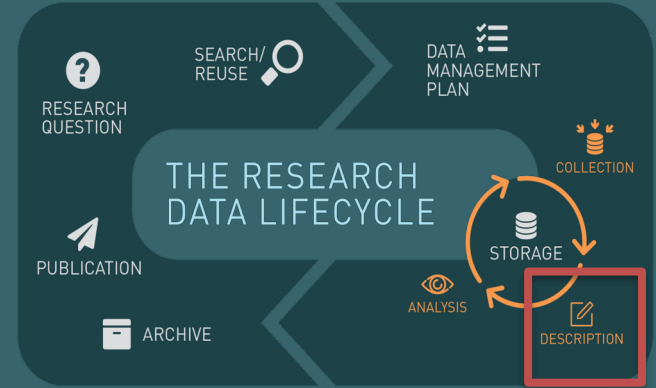 SEARCH/
REUSE
DATA
MANAGEMENT
PLAN
?
RESEARCH
QUESTION
COLLECTION
THE RESEARCH
DATA LIFECYCLE
STORAGE
PUBLICATION
ANALYSIS
DESCRIPTION
ARCHIVE